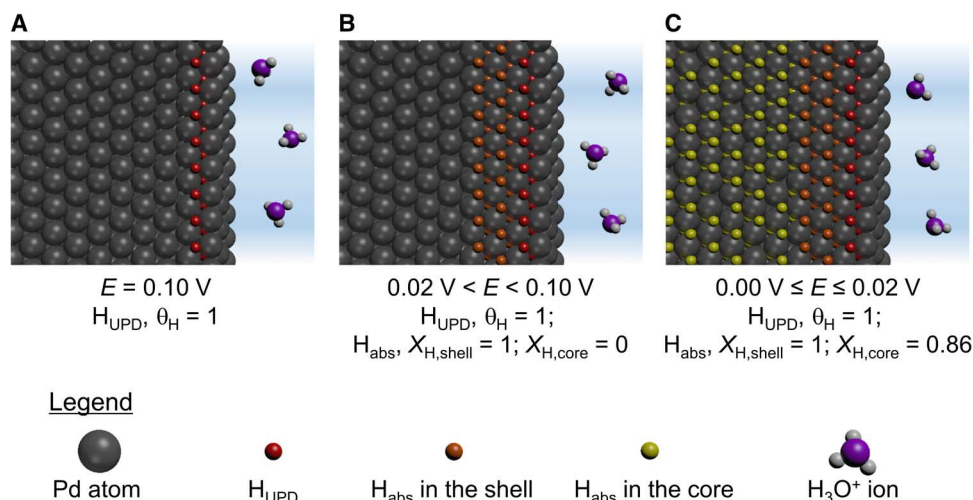 A
B
C
E = 0.10 V
H_UPD, θ_H = 1
0.02 V < E < 0.10 V
H_UPD, θ_H = 1;
H_abs, X_H,shell = 1; X_H,core = 0
0.00 V ≤ E ≤ 0.02 V
H_UPD, θ_H = 1;
H_abs, X_H,shell = 1; X_H,core = 0.86
Legend
Pd atom
H_UPD
H_abs in the shell
H_abs in the core
H₃O⁺ ion